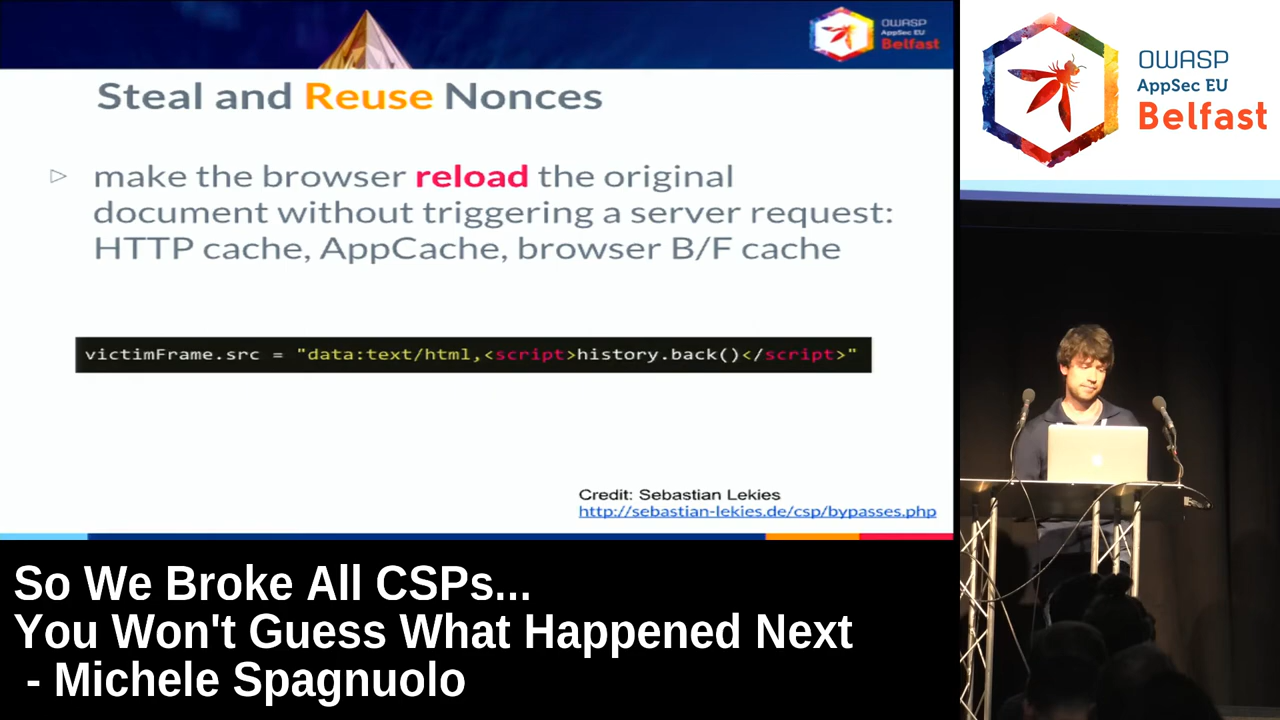 OWASP
AppSec EU
Belfast
Steal and Reuse Nonces
make the browser reload the original
document without triggering a server request:
HTTP cache, AppCache, browser B/F cache
victimFrame.src = "data:text/html,<script>history.back()</script>"
Credit: Sebastian Lekies
http://sebastian-lekies.de/csp/bypasses.php
OWASP
AppSec EU
Belfast
So We Broke All CSPs...
You Won't Guess What Happened Next
- Michele Spagnuolo